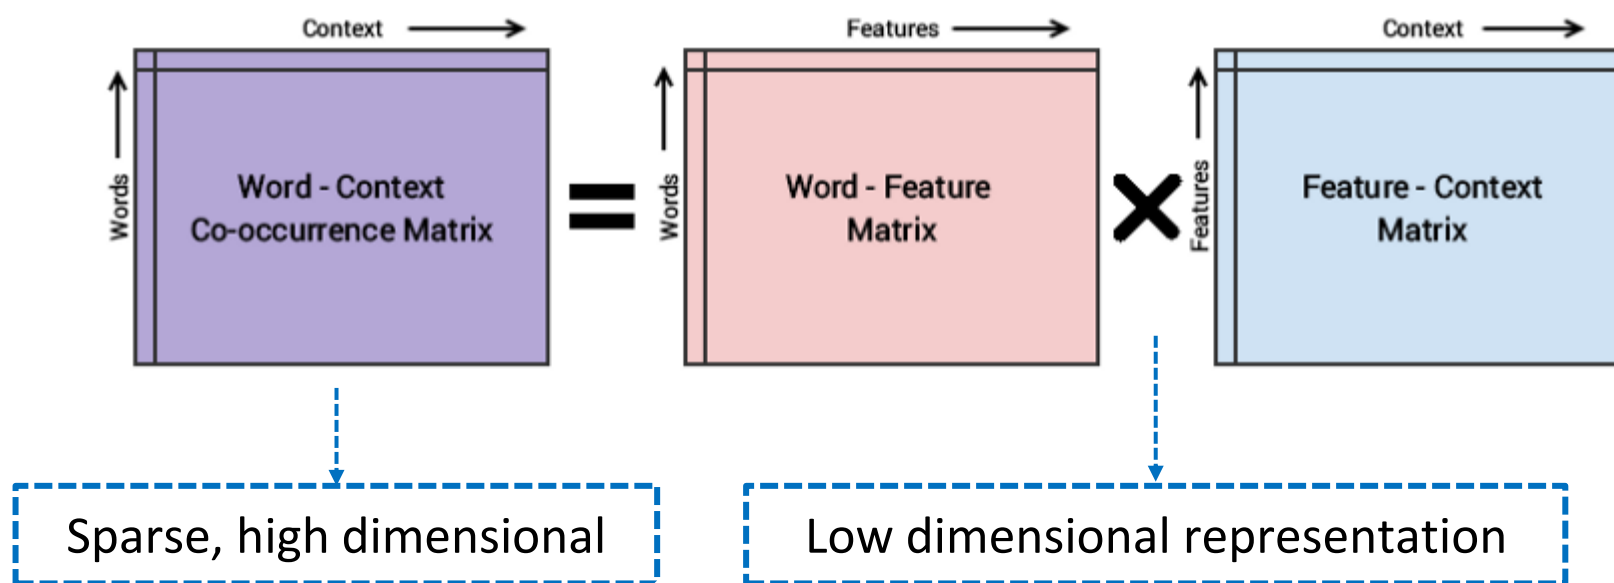 Context
Words
Word - Context
Co-occurrence Matrix
Features
Words
Word - Feature
Matrix
Context
Features
Feature - Context
Matrix
Sparse, high dimensional
Low dimensional representation